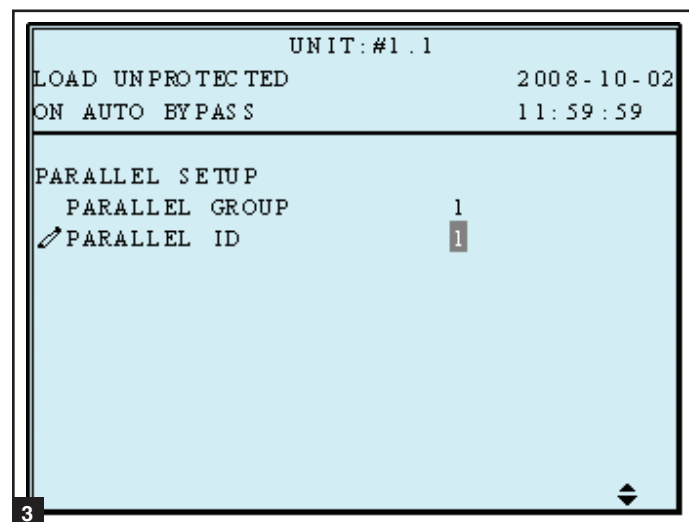 UNIT:#1.1
LOAD UNPROTECTED 2008-10-02
ON AUTO BYPASS 11:59:59
PARALLEL SETUP
PARALLEL GROUP 1
PARALLEL ID 1
3